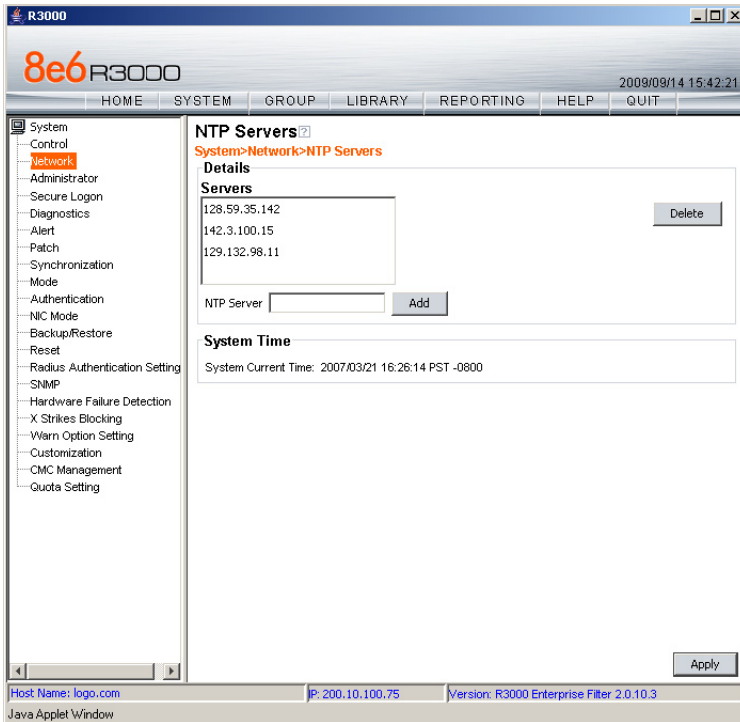 R3000
8e6 R3000
2009/09/14 15:42:21
HOME SYSTEM GROUP LIBRARY REPORTING HELP QUIT
System
Control
Network
Administrator
Secure Logon
Diagnostics
Alert
Patch
Synchronization
Mode
Authentication
NIC Mode
Backup/Restore
Reset
Radius Authentication Setting
SNMP
Hardware Failure Detection
X Strikes Blocking
Warn Option Setting
Customization
CMC Management
Quota Setting
NTP Servers ?
System>Network>NTP Servers
Details
Servers
128.59.35.142
142.3.100.15
129.132.98.11
Delete
NTP Server Add
System Time
System Current Time: 2007/03/21 16:26:14 PST -0800
Apply
Host Name: logo.com IP: 200.10.100.75 Version: R3000 Enterprise Filter 2.0.10.3
Java Applet Window